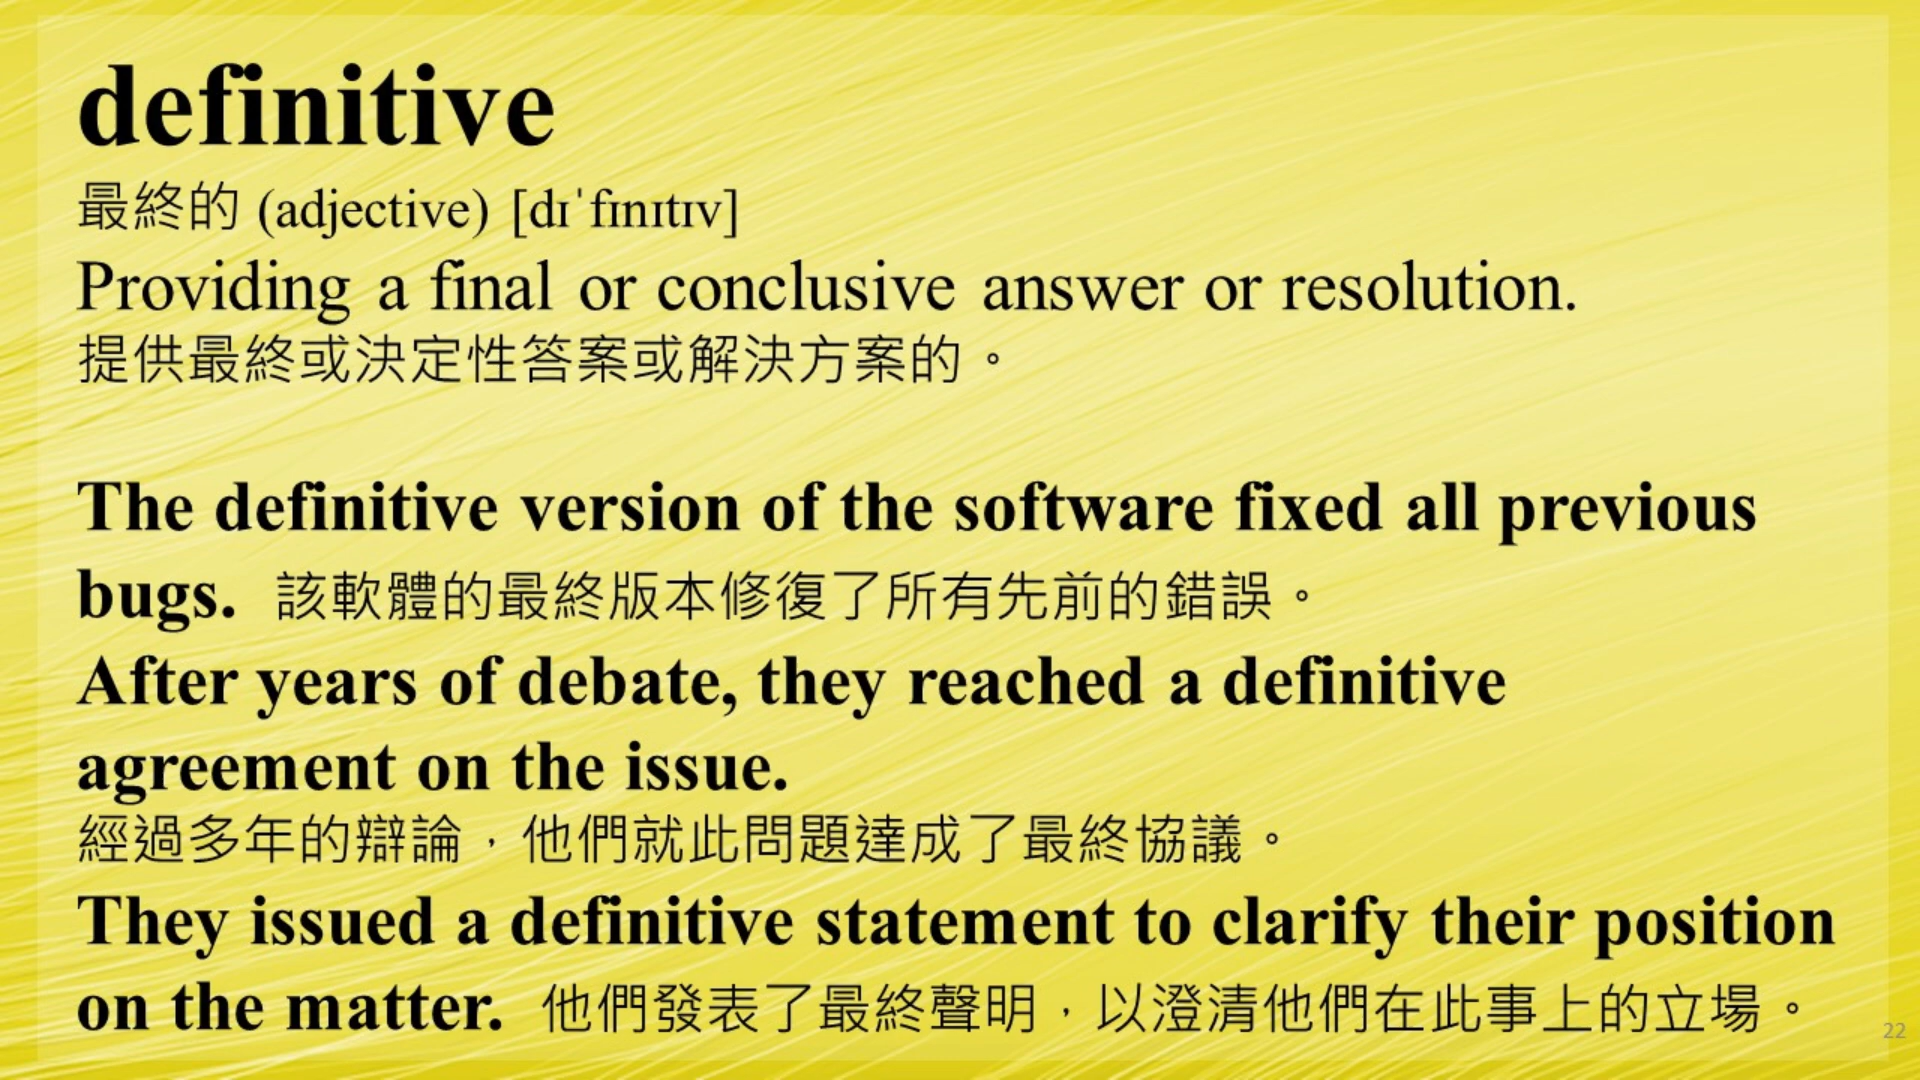 definitive
最終的 (adjective) [dɪˈfɪnɪtɪv]
Providing a final or conclusive answer or resolution.
提供最終或決定性答案或解決方案的。
The definitive version of the software fixed all previous
bugs. 該軟體的最終版本修復了所有先前的錯誤。
After years of debate, they reached a definitive
agreement on the issue.
經過多年的辯論，他們就此問題達成了最終協議。
They issued a definitive statement to clarify their position
on the matter. 他們發表了最終聲明，以澄清他們在此事上的立場。
22